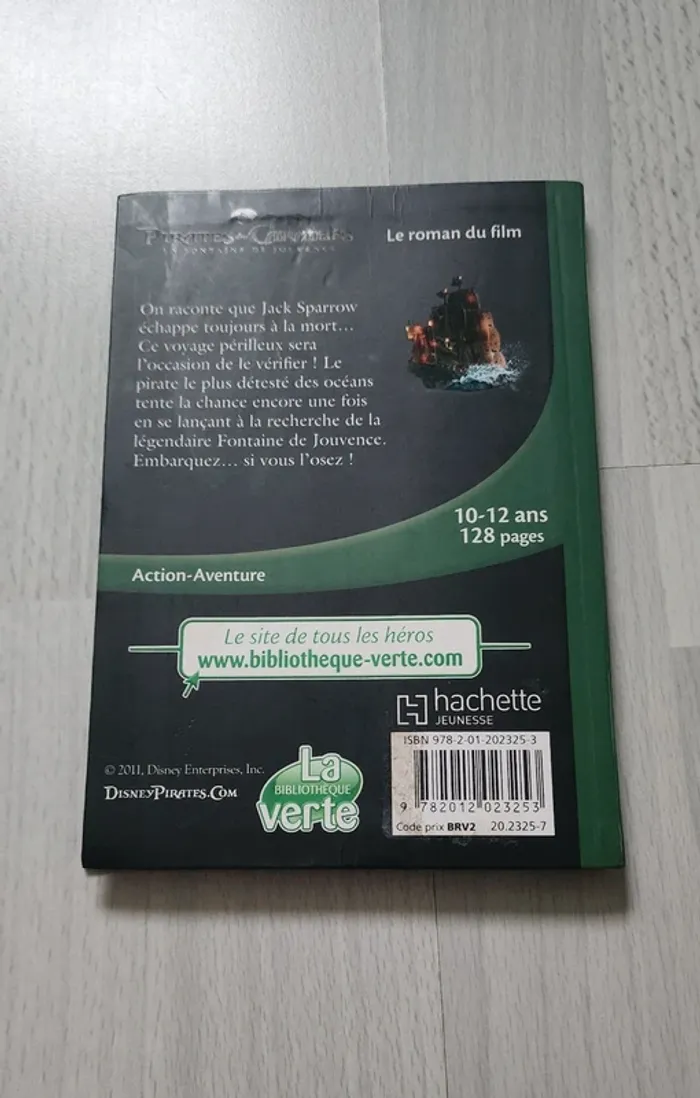 PIRATES des CARAÏBES
LA FONTAINE DE JOUVENCE
Le roman du film
On raconte que Jack Sparrow
échappe toujours à la mort...
Ce voyage périlleux sera
l'occasion de le vérifier ! Le
pirate le plus détesté des océans
tente la chance encore une fois
en se lançant à la recherche de la
légendaire Fontaine de Jouvence.
Embarquez... si vous l'osez !
10-12 ans
128 pages
Action-Aventure
Le site de tous les héros
www.bibliotheque-verte.com
hachette
JEUNESSE
ISBN 978-2-01-202325-3
9 782012 023253
Code prix BRV2 20.2325-7
© 2011, Disney Enterprises, Inc.
DISNEYPIRATES.COM
La
BIBLIOTHÈQUE
verte